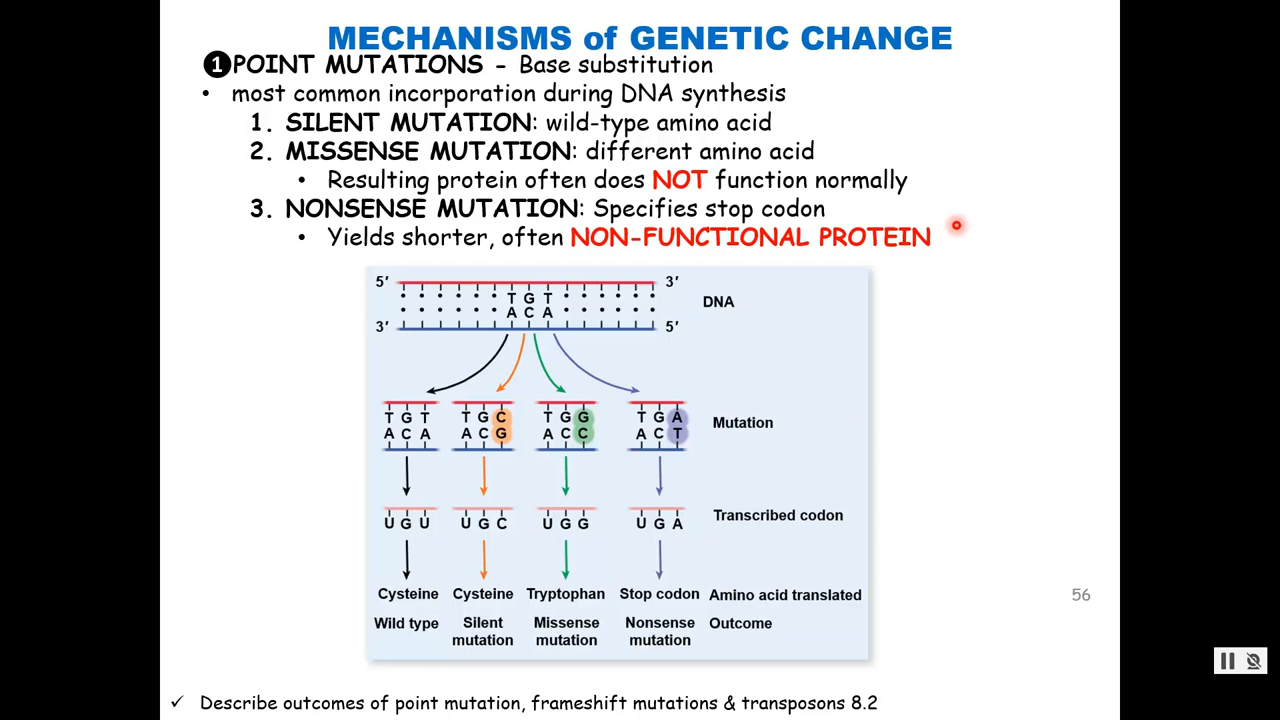 MECHANISMS of GENETIC CHANGE
❶POINT MUTATIONS - Base substitution
• most common incorporation during DNA synthesis
1. SILENT MUTATION: wild-type amino acid
2. MISSENSE MUTATION: different amino acid
• Resulting protein often does NOT function normally
3. NONSENSE MUTATION: Specifies stop codon
• Yields shorter, often NON-FUNCTIONAL PROTEIN
5′ 3′
T G T
DNA
A C A
3′ 5′
T G T T G C T G G T G A
Mutation
A C A A C G A C C A C T
Transcribed codon
U G U U G C U G G U G A
Cysteine Cysteine Tryptophan Stop codon Amino acid translated
Wild type Silent Missense Nonsense Outcome
mutation mutation mutation
56
✓ Describe outcomes of point mutation, frameshift mutations & transposons 8.2